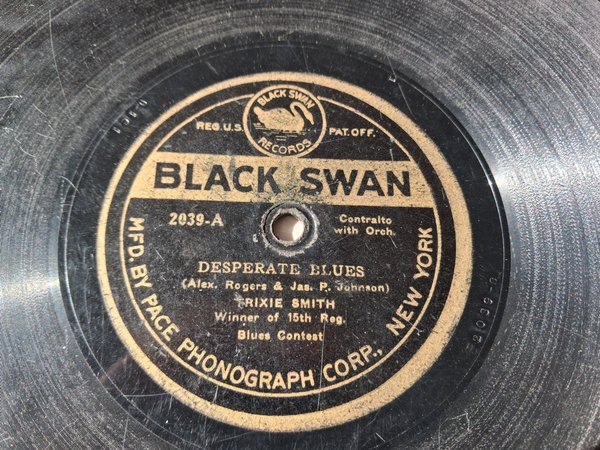 BLACK SWAN
RECORDS
REG. U.S. PAT. OFF.
BLACK SWAN
2039-A
Contralto
with Orch.
DESPERATE BLUES
(Alex. Rogers & Jas. P. Johnson)
TRIXIE SMITH
Winner of 15th Reg.
Blues Contest
MFD. BY PACE PHONOGRAPH CORP., NEW YORK